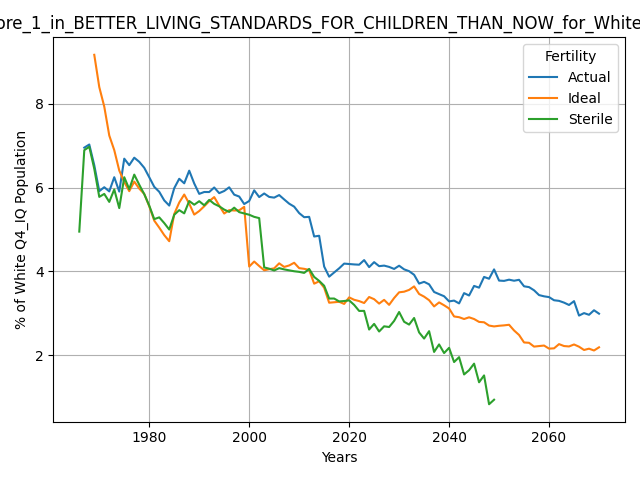 ore_1_in_BETTER_LIVING_STANDARDS_FOR_CHILDREN_THAN_NOW_for_White
Fertility
Actual
Ideal
Sterile
% of White Q4_IQ Population
8
6
4
2
1980
2000
2020
2040
2060
Years